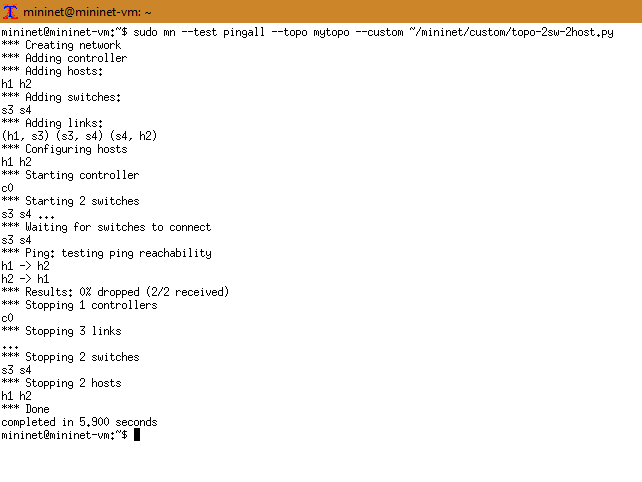 mininet@mininet-vm: ~
mininet@mininet-vm:~$ sudo mn --test pingall --topo mytopo --custom ~/mininet/custom/topo-2sw-2host.py
*** Creating network
*** Adding controller
*** Adding hosts:
h1 h2
*** Adding switches:
s3 s4
*** Adding links:
(h1, s3) (s3, s4) (s4, h2)
*** Configuring hosts
h1 h2
*** Starting controller
c0
*** Starting 2 switches
s3 s4 ...
*** Waiting for switches to connect
s3 s4
*** Ping: testing ping reachability
h1 -> h2
h2 -> h1
*** Results: 0% dropped (2/2 received)
*** Stopping 1 controllers
c0
*** Stopping 3 links
...
*** Stopping 2 switches
s3 s4
*** Stopping 2 hosts
h1 h2
*** Done
completed in 5.900 seconds
mininet@mininet-vm:~$